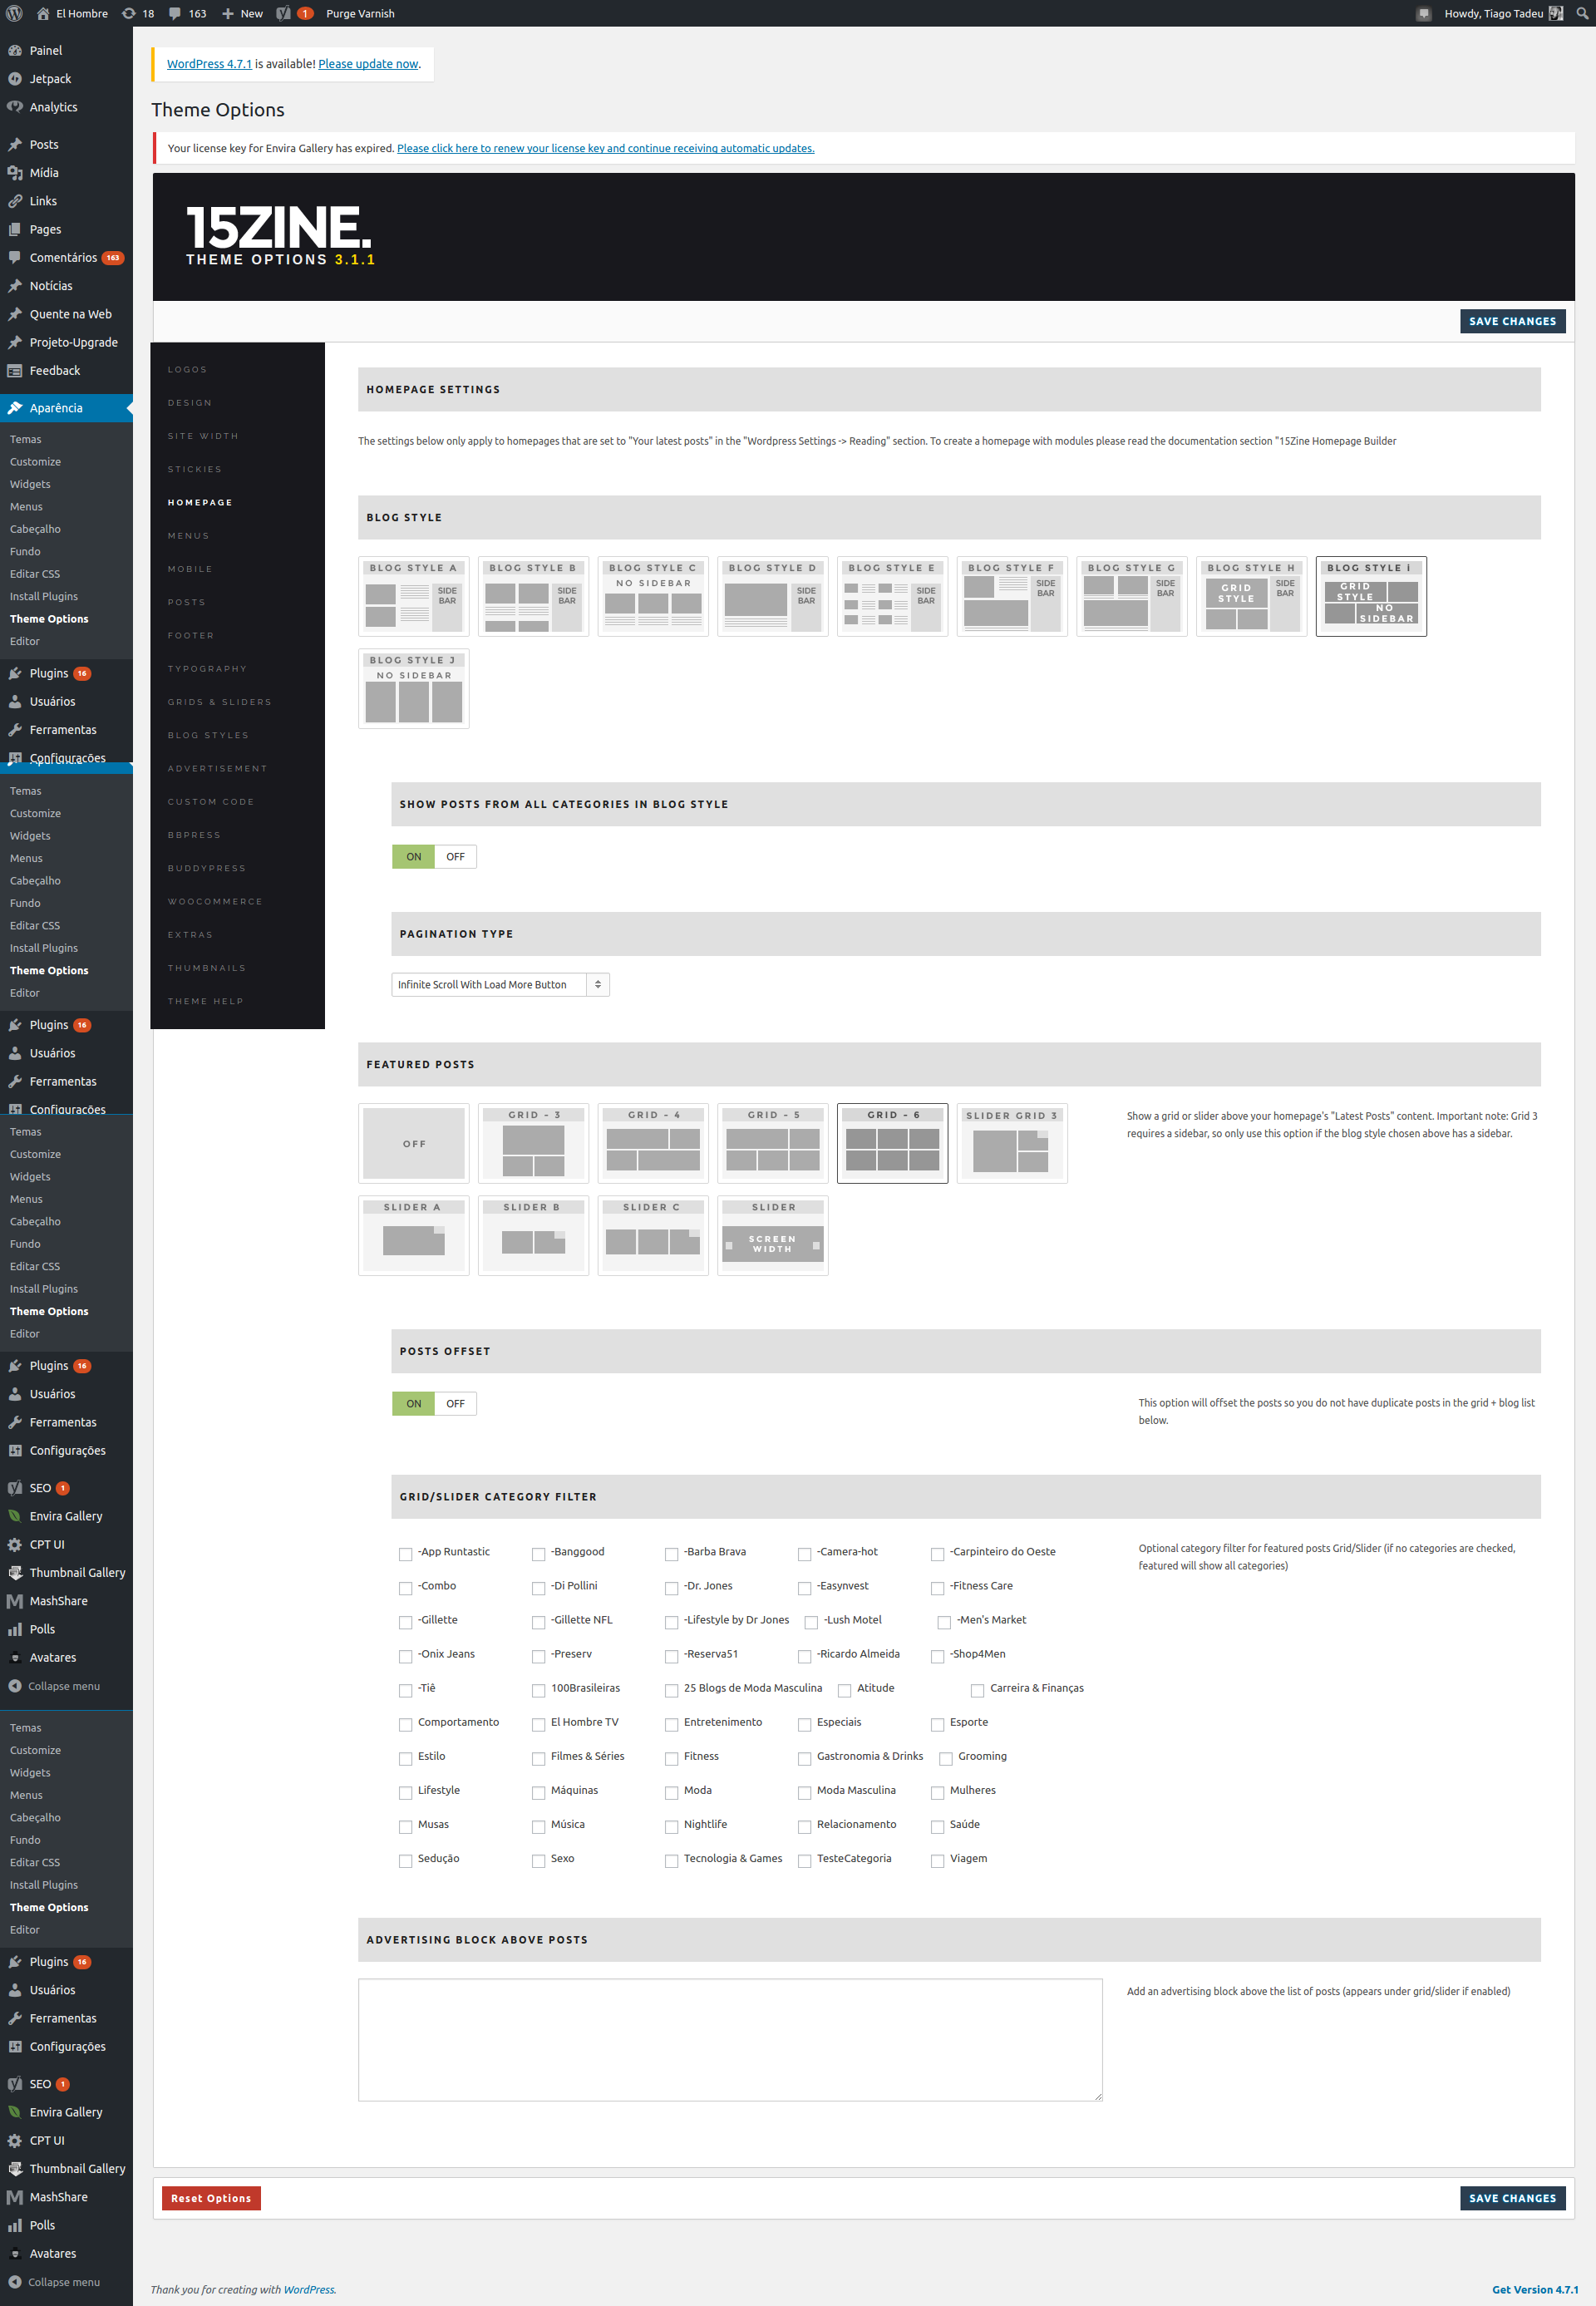 El Hombre 18 163 New 1 Purge Varnish Howdy, Tiago Tadeu
Painel
Jetpack
Analytics
Posts
Mídia
Links
Pages
Comentários 163
Notícias
Quente na Web
Projeto-Upgrade
Feedback
Aparência
Temas
Customize
Widgets
Menus
Cabeçalho
Fundo
Editar CSS
Install Plugins
Theme Options
Editor
Plugins 16
Usuários
Ferramentas
Configurações
Temas
Customize
Widgets
Menus
Cabeçalho
Fundo
Editar CSS
Install Plugins
Theme Options
Editor
Plugins 16
Usuários
Ferramentas
Configurações
Temas
Customize
Widgets
Menus
Cabeçalho
Fundo
Editar CSS
Install Plugins
Theme Options
Editor
Plugins 16
Usuários
Ferramentas
Configurações
SEO 1
Envira Gallery
CPT UI
Thumbnail Gallery
MashShare
Polls
Avatares
Collapse menu
Temas
Customize
Widgets
Menus
Cabeçalho
Fundo
Editar CSS
Install Plugins
Theme Options
Editor
Plugins 16
Usuários
Ferramentas
Configurações
SEO 1
Envira Gallery
CPT UI
Thumbnail Gallery
MashShare
Polls
Avatares
Collapse menu
WordPress 4.7.1 is available! Please update now.
Theme Options
Your license key for Envira Gallery has expired. Please click here to renew your license key and continue receiving automatic updates.
15ZINE.
THEME OPTIONS 3.1.1
SAVE CHANGES
LOGOS
DESIGN
SITE WIDTH
STICKIES
HOMEPAGE
MENUS
MOBILE
POSTS
FOOTER
TYPOGRAPHY
GRIDS & SLIDERS
BLOG STYLES
ADVERTISEMENT
CUSTOM CODE
BBPRESS
BUDDYPRESS
WOOCOMMERCE
EXTRAS
THUMBNAILS
THEME HELP
HOMEPAGE SETTINGS
The settings below only apply to homepages that are set to "Your latest posts" in the "Wordpress Settings -> Reading" section. To create a homepage with modules please read the documentation section "15Zine Homepage Builder
BLOG STYLE
BLOG STYLE A
SIDE
BAR
BLOG STYLE B
SIDE
BAR
BLOG STYLE C
NO SIDEBAR
BLOG STYLE D
SIDE
BAR
BLOG STYLE E
SIDE
BAR
BLOG STYLE F
SIDE
BAR
BLOG STYLE G
SIDE
BAR
BLOG STYLE H
GRID
STYLE
SIDE
BAR
BLOG STYLE i
GRID
STYLE
NO
SIDEBAR
BLOG STYLE J
NO SIDEBAR
SHOW POSTS FROM ALL CATEGORIES IN BLOG STYLE
ON OFF
PAGINATION TYPE
Infinite Scroll With Load More Button
FEATURED POSTS
OFF
GRID - 3
GRID - 4
GRID - 5
GRID - 6
SLIDER GRID 3
SLIDER A
SLIDER B
SLIDER C
SLIDER
SCREEN
WIDTH
Show a grid or slider above your homepage's "Latest Posts" content. Important note: Grid 3
requires a sidebar, so only use this option if the blog style chosen above has a sidebar.
POSTS OFFSET
ON OFF
This option will offset the posts so you do not have duplicate posts in the grid + blog list
below.
GRID/SLIDER CATEGORY FILTER
-App Runtastic -Banggood -Barba Brava -Camera-hot -Carpinteiro do Oeste
-Combo -Di Pollini -Dr. Jones -Easynvest -Fitness Care
-Gillette -Gillette NFL -Lifestyle by Dr Jones -Lush Motel -Men's Market
-Onix Jeans -Preserv -Reserva51 -Ricardo Almeida -Shop4Men
-Tiê 100Brasileiras 25 Blogs de Moda Masculina Atitude Carreira & Finanças
Comportamento El Hombre TV Entretenimento Especiais Esporte
Estilo Filmes & Séries Fitness Gastronomia & Drinks Grooming
Lifestyle Máquinas Moda Moda Masculina Mulheres
Musas Música Nightlife Relacionamento Saúde
Sedução Sexo Tecnologia & Games TesteCategoria Viagem
Optional category filter for featured posts Grid/Slider (if no categories are checked,
featured will show all categories)
ADVERTISING BLOCK ABOVE POSTS
Add an advertising block above the list of posts (appears under grid/slider if enabled)
Reset Options SAVE CHANGES
Thank you for creating with WordPress. Get Version 4.7.1